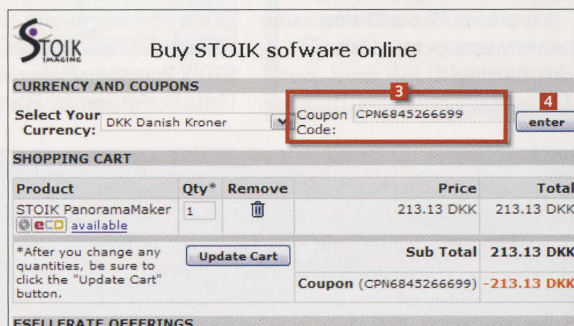 STOIK
IMAGING
Buy STOIK sofware online
CURRENCY AND COUPONS
3
4
Select Your Currency: DKK Danish Kroner
Coupon Code: CPN6845266699
enter
SHOPPING CART
Product Qty* Remove Price Total
STOIK PanoramaMaker 1 213.13 DKK 213.13 DKK
eCD available
*After you change any
quantities, be sure to
click the "Update Cart"
button.
Update Cart
Sub Total 213.13 DKK
Coupon (CPN6845266699) -213.13 DKK
ESELLERATE OFFERINGS